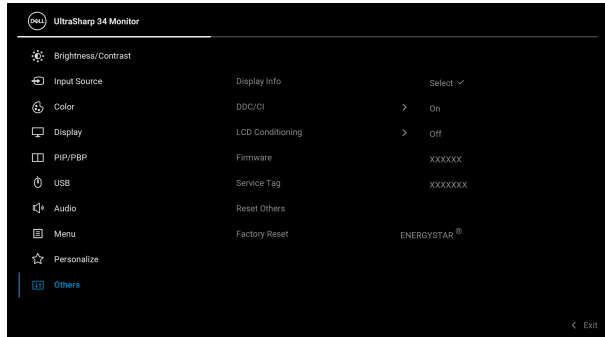 DELL UltraSharp 34 Monitor
Brightness/Contrast
Input Source Display Info Select ✓
Color DDC/CI > On
Display LCD Conditioning > Off
PIP/PBP Firmware XXXXXX
USB Service Tag XXXXXXX
Audio Reset Others
Menu Factory Reset ENERGYSTAR ®
Personalize
Others
< Exit